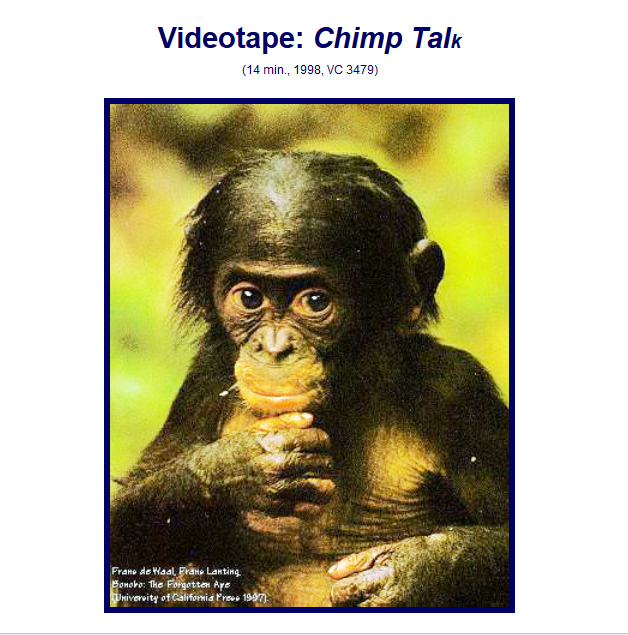 Videotape: Chimp Talk
(14 min., 1998, VC 3479)
Frans de Waal, Frans Lanting,
Bonobo: The Forgotten Ape
(University of California Press 1997).